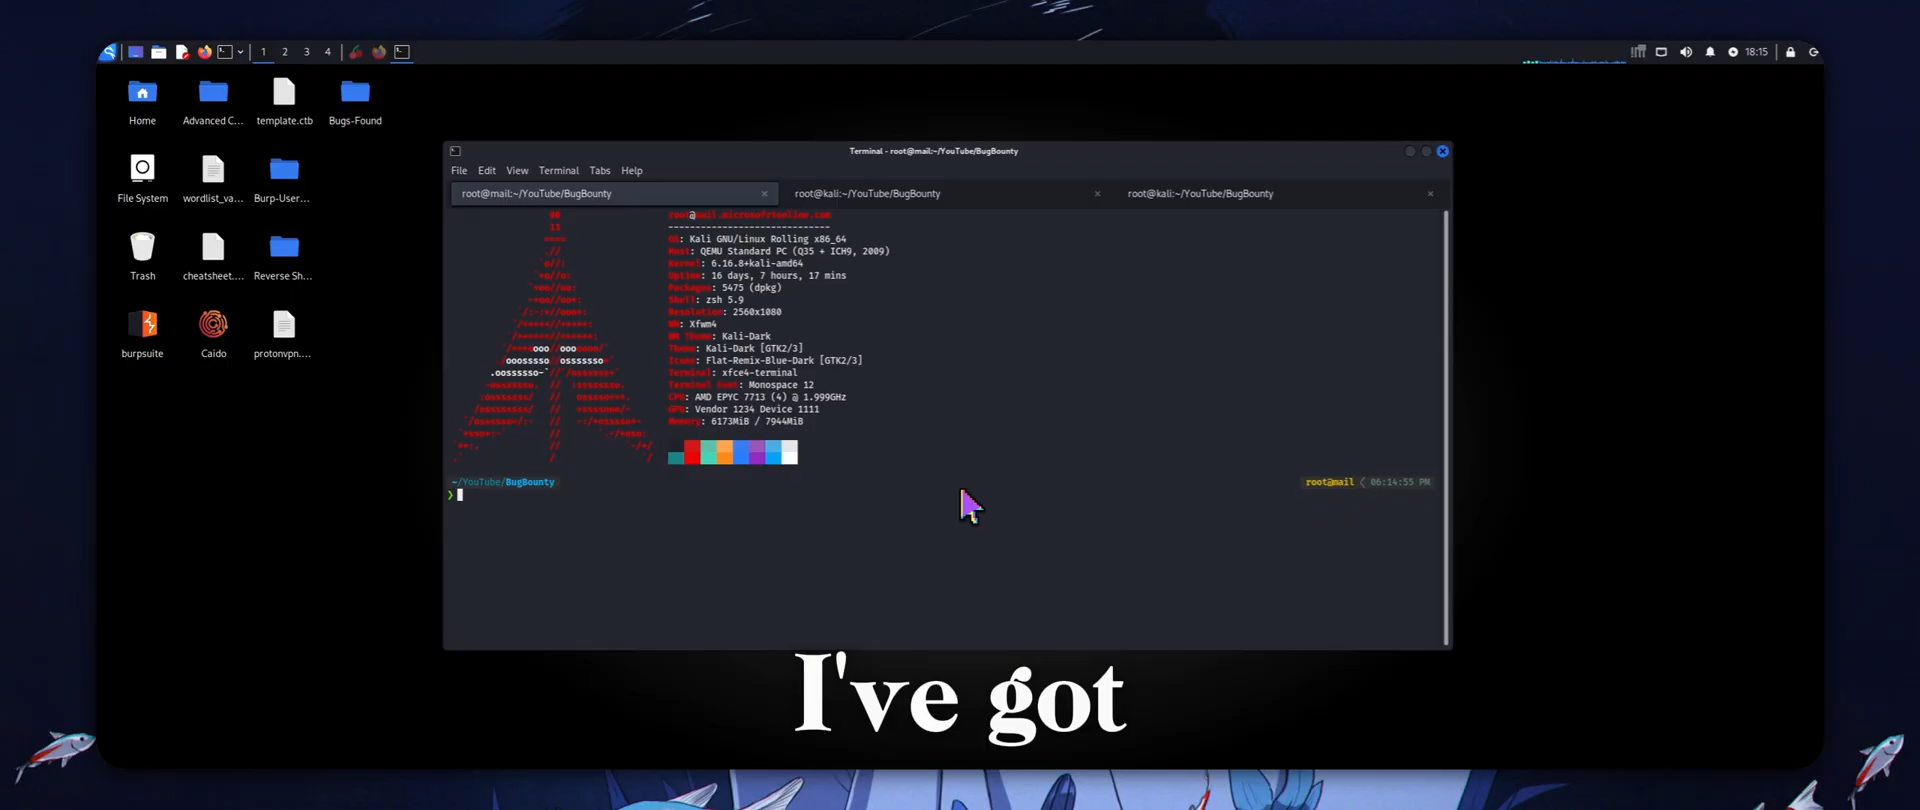 1 2 3 4
18:15
Home
Advanced C...
template.ctb
Bugs-Found
File System
wordlist_va...
Burp-User...
Trash
cheatsheet....
Reverse Sh...
burpsuite
Caido
protonvpn....
Terminal - root@mail:~/YouTube/BugBounty
File Edit View Terminal Tabs Help
root@mail:~/YouTube/BugBounty
root@kali:~/YouTube/BugBounty
root@kali:~/YouTube/BugBounty
root@mail.microsoftonline.com
------------------------------
OS: Kali GNU/Linux Rolling x86_64
Host: QEMU Standard PC (Q35 + ICH9, 2009)
Kernel: 6.16.8+kali-amd64
Uptime: 16 days, 7 hours, 17 mins
Packages: 5475 (dpkg)
Shell: zsh 5.9
Resolution: 2560x1080
WM: Xfwm4
WM Theme: Kali-Dark
Theme: Kali-Dark [GTK2/3]
Icons: Flat-Remix-Blue-Dark [GTK2/3]
Terminal: xfce4-terminal
Terminal Font: Monospace 12
CPU: AMD EPYC 7713 (4) @ 1.999GHz
GPU: Vendor 1234 Device 1111
Memory: 6173MiB / 7944MiB
~/YouTube/BugBounty
root@mail 06:14:55 PM
❯
I've got